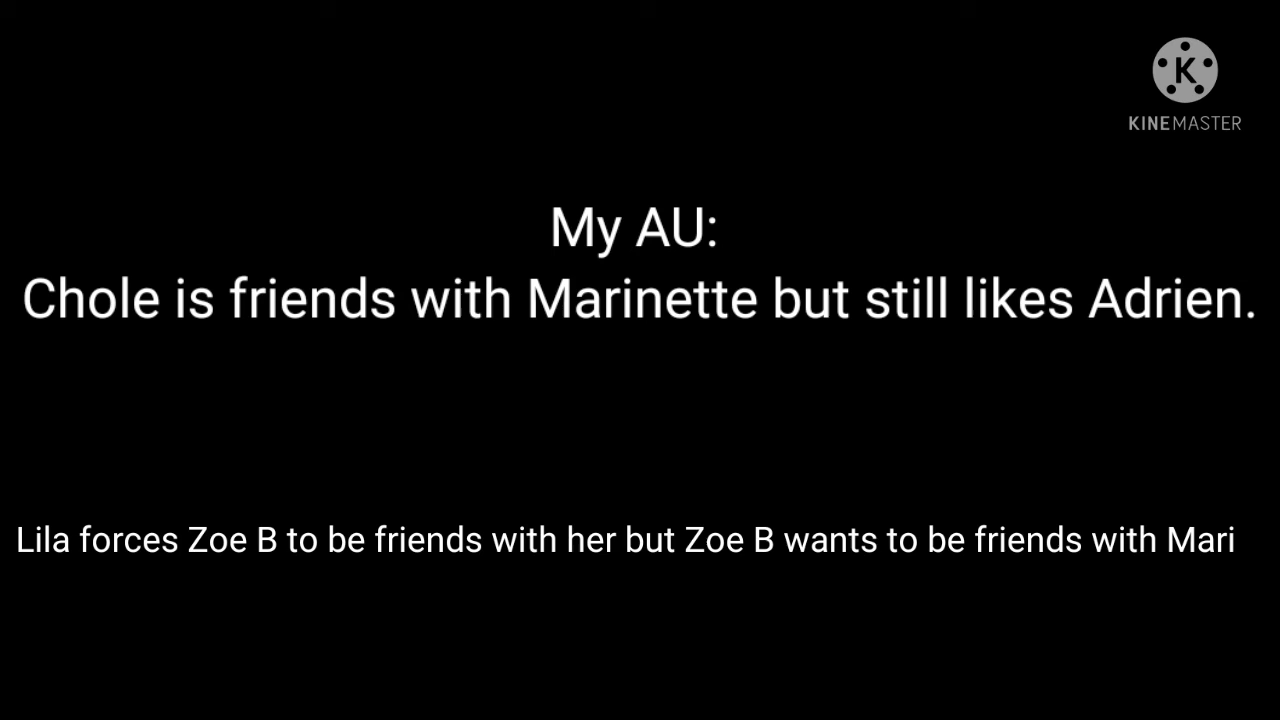 KINEMASTER
My AU:
Chole is friends with Marinette but still likes Adrien.
Lila forces Zoe B to be friends with her but Zoe B wants to be friends with Mari